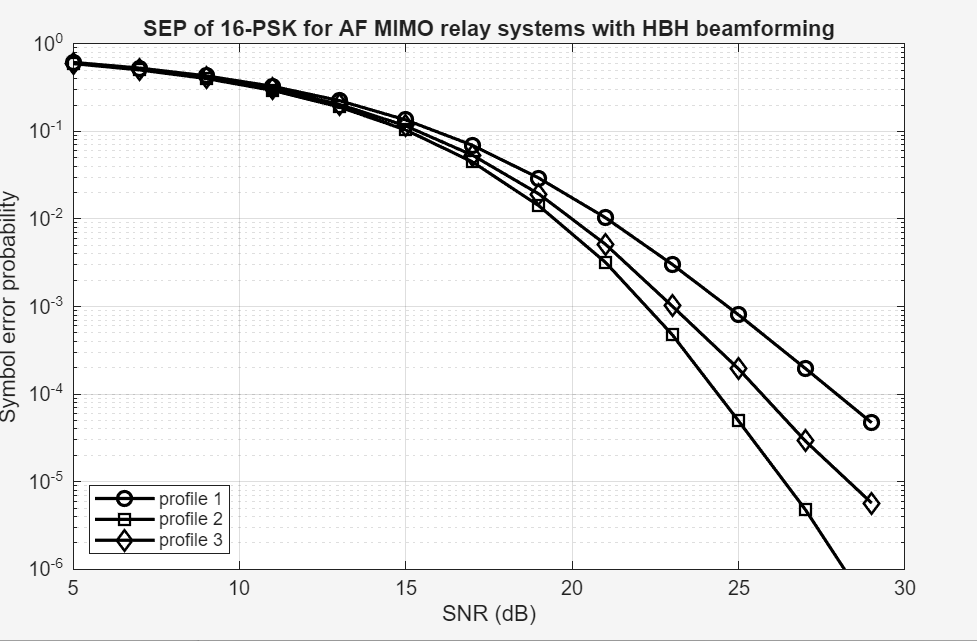 SEP of 16-PSK for AF MIMO relay systems with HBH beamforming
10⁰
10⁻¹
10⁻²
10⁻³
10⁻⁴
10⁻⁵
10⁻⁶
Symbol error probability
profile 1
profile 2
profile 3
5 10 15 20 25 30
SNR (dB)